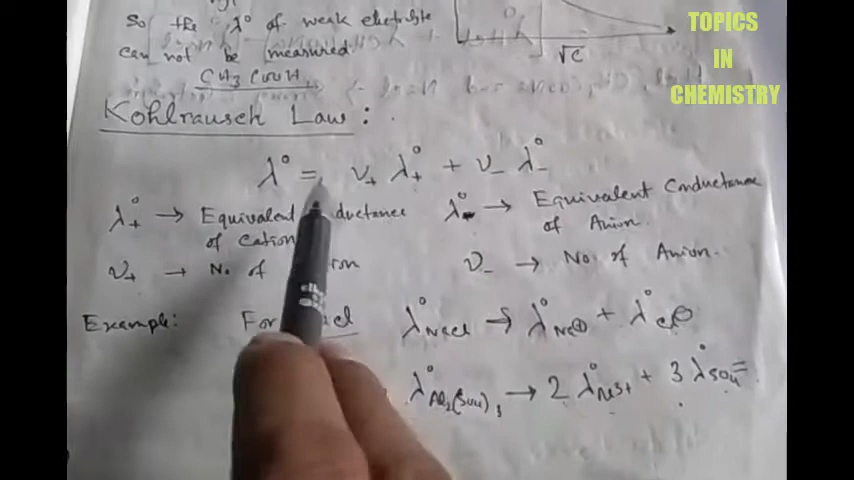 So the λ° of weak electrolyte
can not be measured.
CH3COOH,
√C
TOPICS
IN
CHEMISTRY
Kohlrausch Law:
λ° = ν+ λ°+ + ν- λ°-
λ°+ → Equivalent ductance
of Cation
λ°- → Equivalent Conductance
of Anion.
ν+ → No. of
ν- → No. of Anion.
Example: For
λ°NaCl → λ°Na⊕ + λ°Cl⊖
λ°Al2(SO4)3 → 2 λ°Al3+ + 3 λ°SO4=